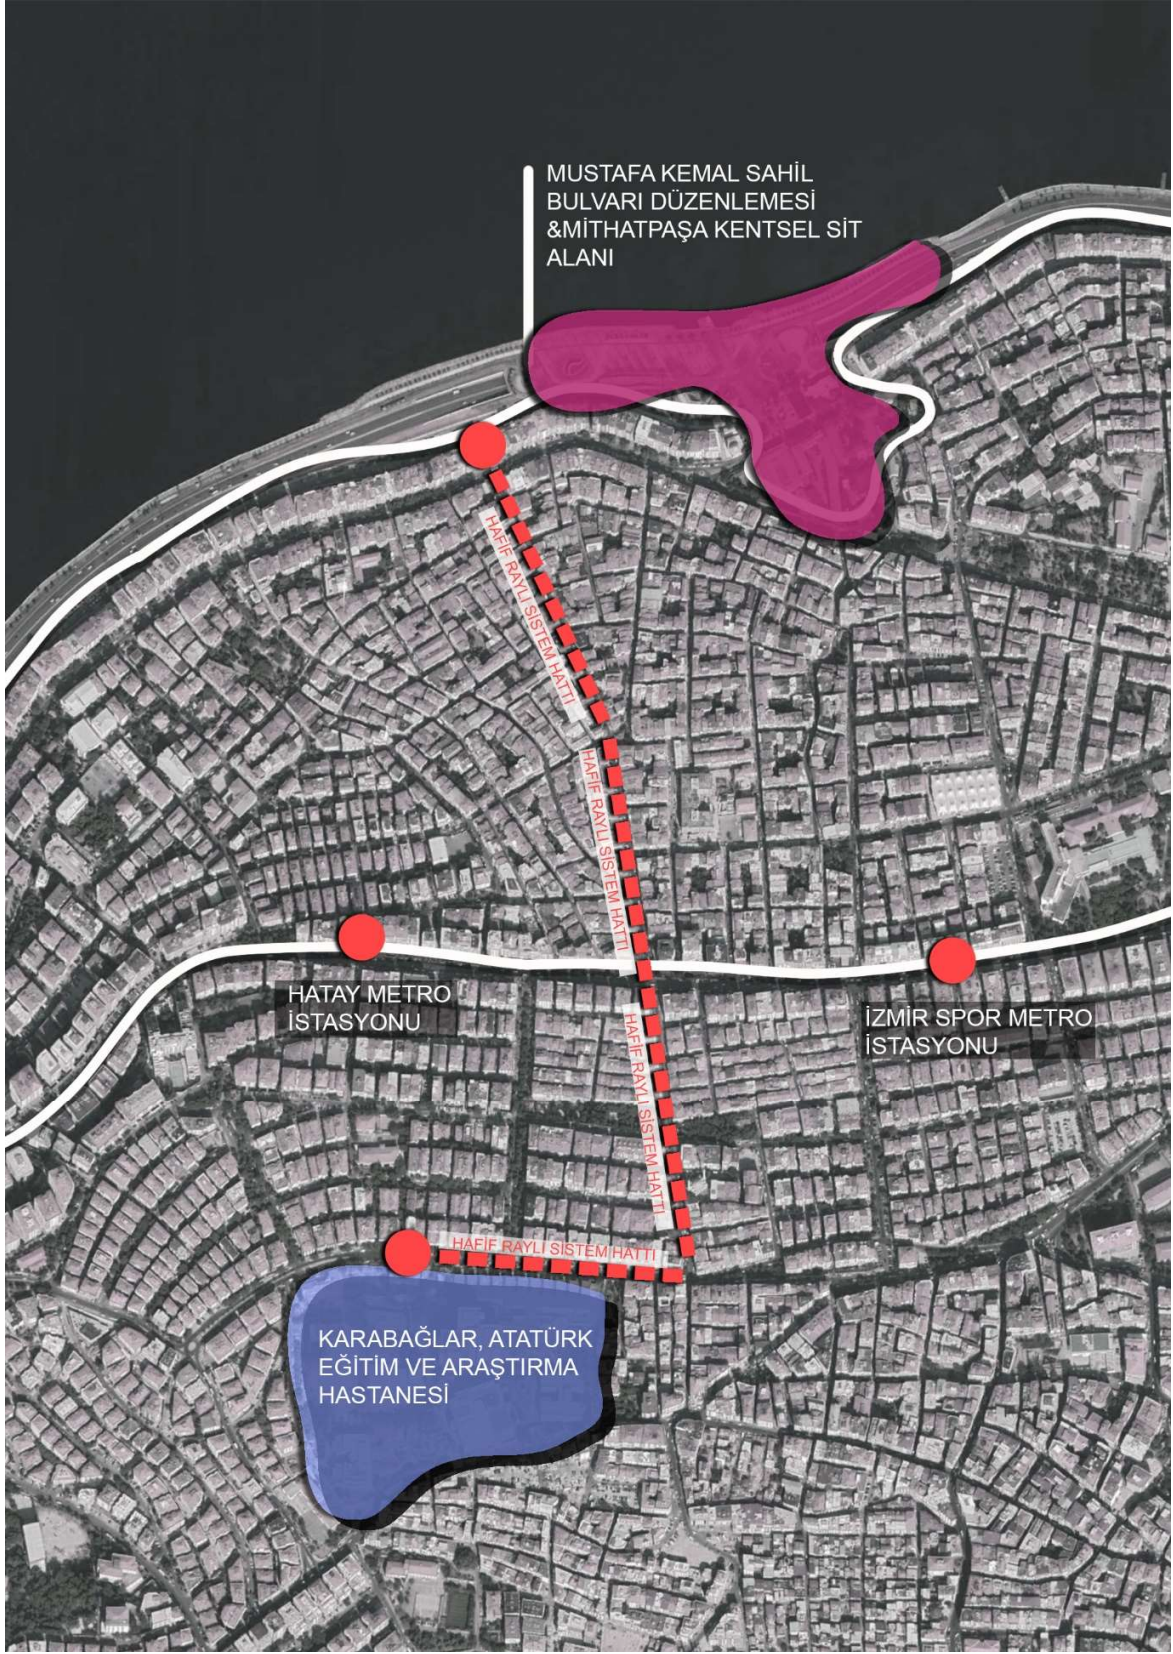 MUSTAFA KEMAL SAHİL
BULVARI DÜZENLEMESİ
&MİTHATPAŞA KENTSEL SİT
ALANI
HAFİF RAYLI SİSTEM HATTI
HAFİF RAYLI SİSTEM HATTI
HATAY METRO
İSTASYONU
İZMİR SPOR METRO
İSTASYONU
HAFİF RAYLI SİSTEM HATTI
HAFİF RAYLI SİSTEM HATTI
KARABAĞLAR, ATATÜRK
EĞİTİM VE ARAŞTIRMA
HASTANESİ